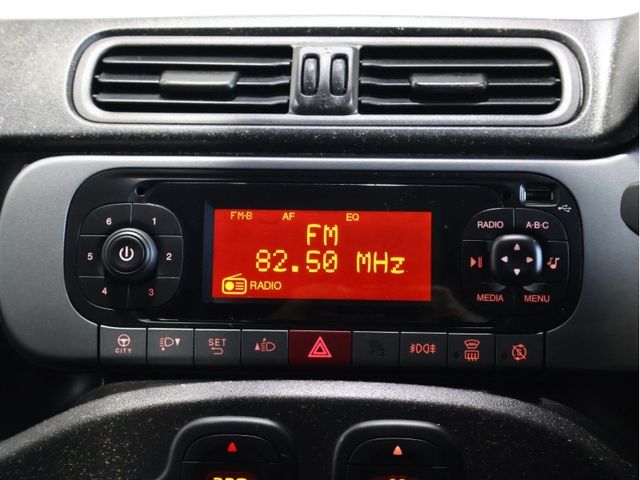 FM-B AF EQ
FM
82.50 MHz
RADIO
6 1
5 2
4 3
RADIO A·B·C
MEDIA MENU
CITY
SET